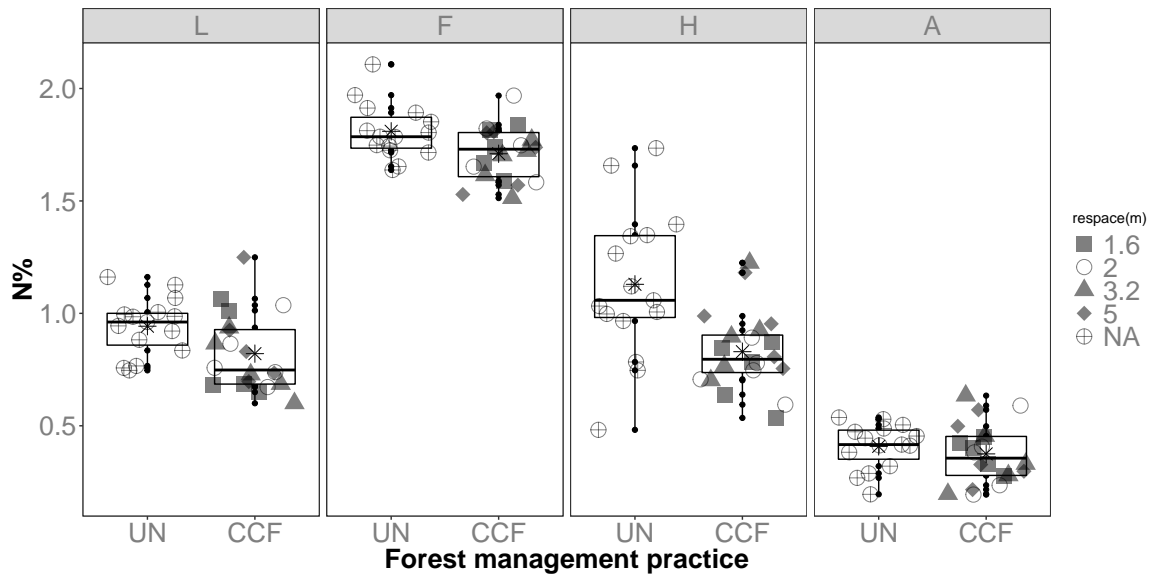 L F H A
N%
2.0
1.5
1.0
0.5
UN CCF UN CCF UN CCF UN CCF
Forest management practice
respace(m)
1.6
2
3.2
5
NA